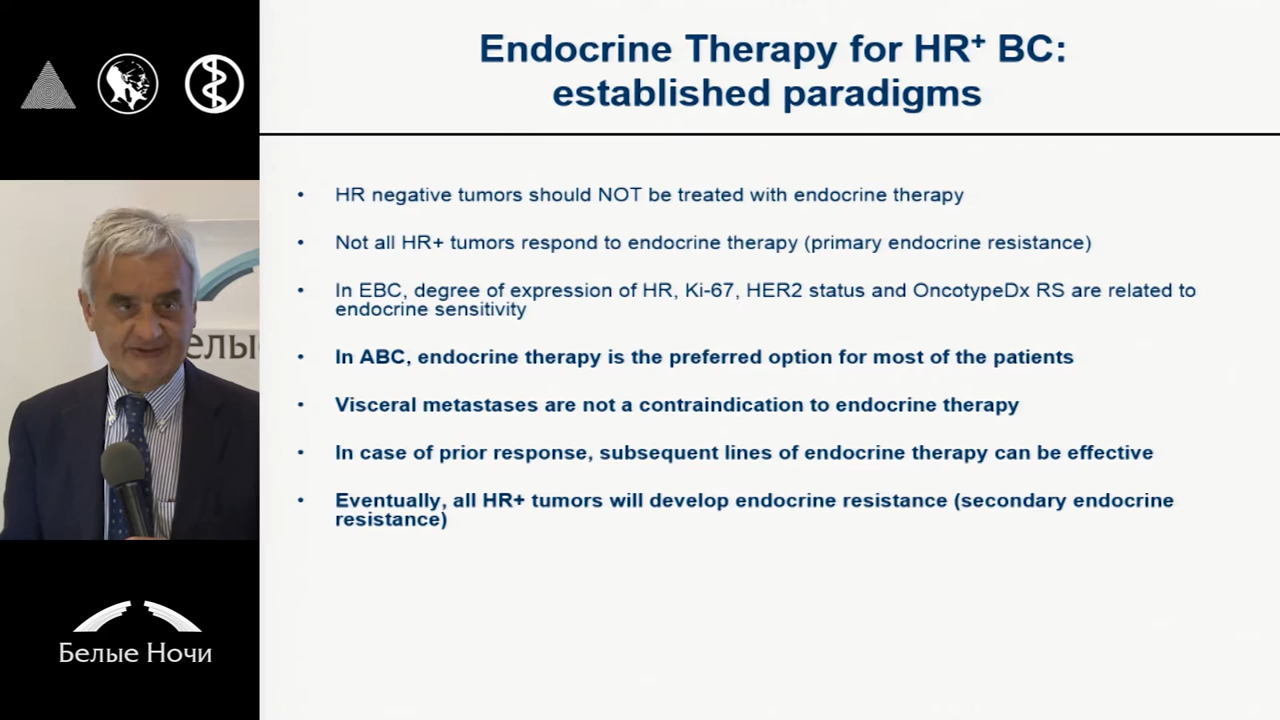 Endocrine Therapy for HR⁺ BC:
established paradigms
• HR negative tumors should NOT be treated with endocrine therapy
• Not all HR+ tumors respond to endocrine therapy (primary endocrine resistance)
• In EBC, degree of expression of HR, Ki-67, HER2 status and OncotypeDx RS are related to
endocrine sensitivity
• In ABC, endocrine therapy is the preferred option for most of the patients
• Visceral metastases are not a contraindication to endocrine therapy
• In case of prior response, subsequent lines of endocrine therapy can be effective
• Eventually, all HR+ tumors will develop endocrine resistance (secondary endocrine
resistance)
елы
Белые Ночи